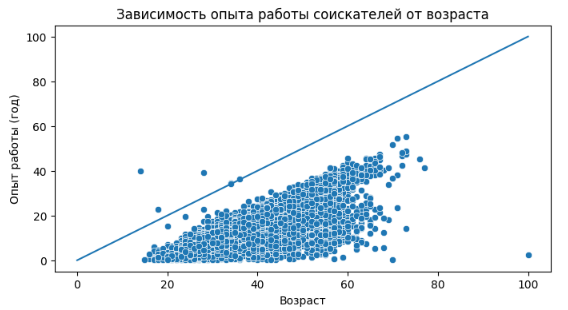 Зависимость опыта работы соискателей от возраста
100
80
60
40
20
0
Опыт работы (год)
0 20 40 60 80 100
Возраст